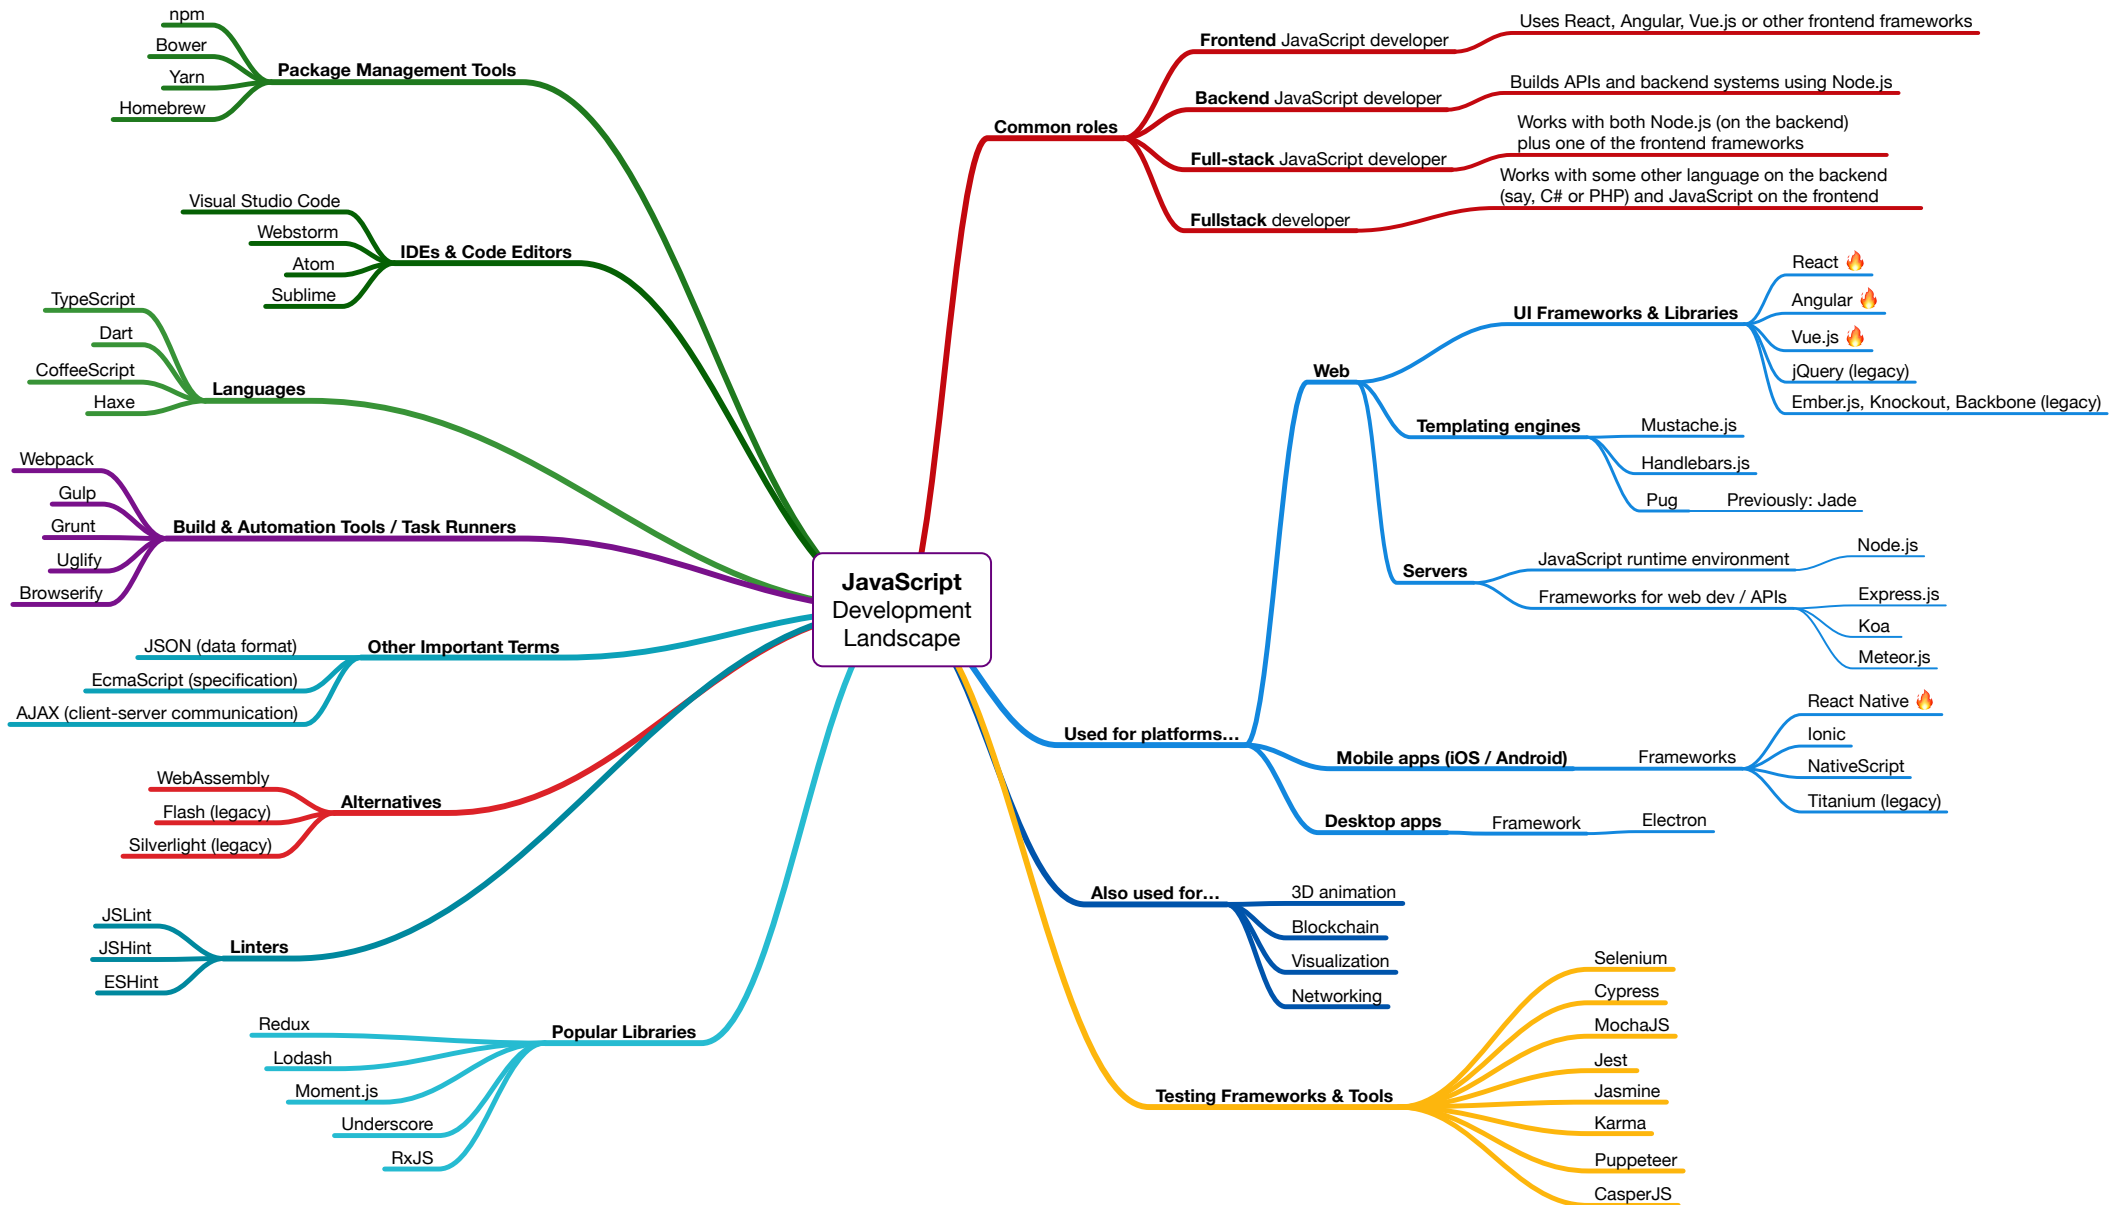 JavaScript
Development
Landscape
Package Management Tools
npm
Bower
Yarn
Homebrew
IDEs & Code Editors
Visual Studio Code
Webstorm
Atom
Sublime
Languages
TypeScript
Dart
CoffeeScript
Haxe
Build & Automation Tools / Task Runners
Webpack
Gulp
Grunt
Uglify
Browserify
Other Important Terms
JSON (data format)
EcmaScript (specification)
AJAX (client-server communication)
Alternatives
WebAssembly
Flash (legacy)
Silverlight (legacy)
Linters
JSLint
JSHint
ESHint
Popular Libraries
Redux
Lodash
Moment.js
Underscore
RxJS
Common roles
Frontend JavaScript developer
Uses React, Angular, Vue.js or other frontend frameworks
Backend JavaScript developer
Builds APIs and backend systems using Node.js
Full-stack JavaScript developer
Works with both Node.js (on the backend)
plus one of the frontend frameworks
Fullstack developer
Works with some other language on the backend
(say, C# or PHP) and JavaScript on the frontend
Used for platforms…
Web
UI Frameworks & Libraries
React 🔥
Angular 🔥
Vue.js 🔥
jQuery (legacy)
Ember.js, Knockout, Backbone (legacy)
Templating engines
Mustache.js
Handlebars.js
Pug
Previously: Jade
Servers
JavaScript runtime environment
Node.js
Frameworks for web dev / APIs
Express.js
Koa
Meteor.js
Mobile apps (iOS / Android)
Frameworks
React Native 🔥
Ionic
NativeScript
Titanium (legacy)
Desktop apps
Framework
Electron
Also used for…
3D animation
Blockchain
Visualization
Networking
Testing Frameworks & Tools
Selenium
Cypress
MochaJS
Jest
Jasmine
Karma
Puppeteer
CasperJS